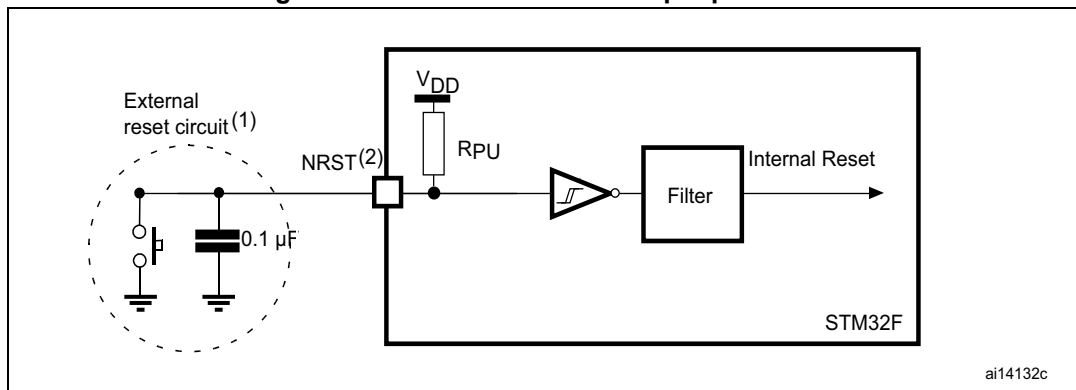 External
reset circuit(1)
NRST(2)
VDD
RPU
0.1 µF
Filter
Internal Reset
STM32F
ai14132c